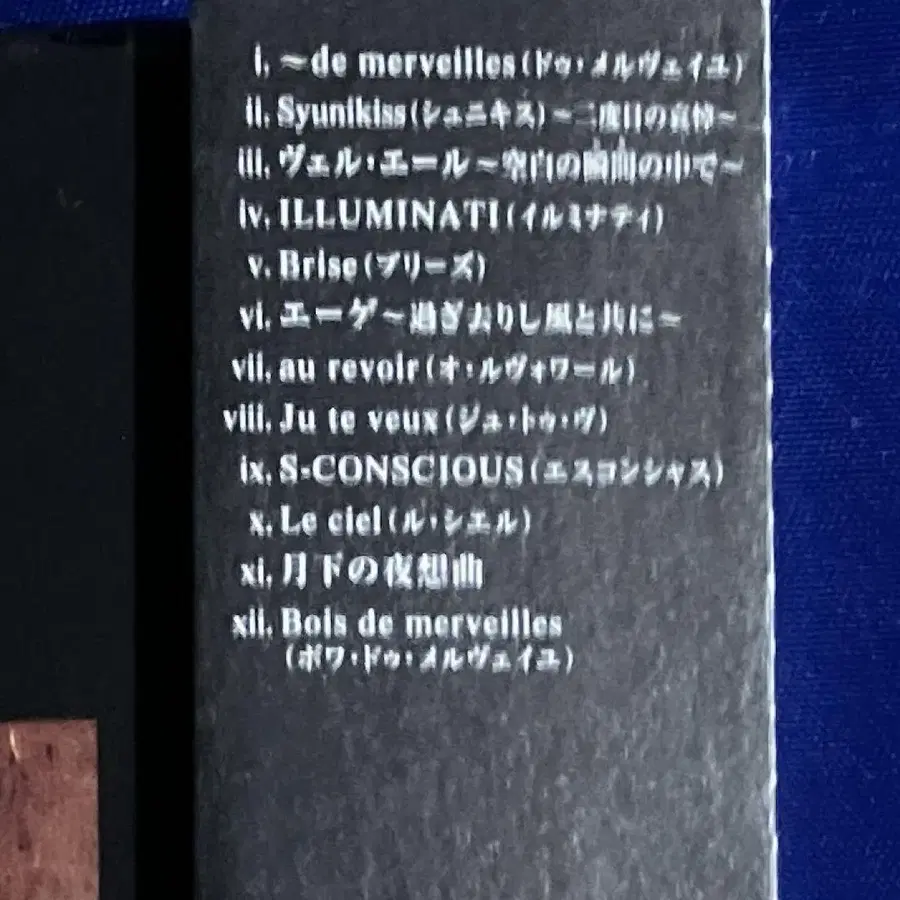 i. ～de merveilles(ドゥ・メルヴェイユ)
ii. Syunikiss(シュニキス)～二度目の哀悼～
iii. ヴェル・エール～空白の瞬間の中で～
iv. ILLUMINATI(イルミナティ)
v. Brise(ブリーズ)
vi. エーゲ～過ぎ去りし風と共に～
vii. au revoir(オ・ルヴォワール)
viii. Ju te veux(ジュ・トゥ・ヴ)
ix. S-CONSCIOUS(エスコンシャス)
x. Le ciel(ル・シエル)
xi. 月下の夜想曲
xii. Bois de merveilles
(ボワ・ドゥ・メルヴェイユ)